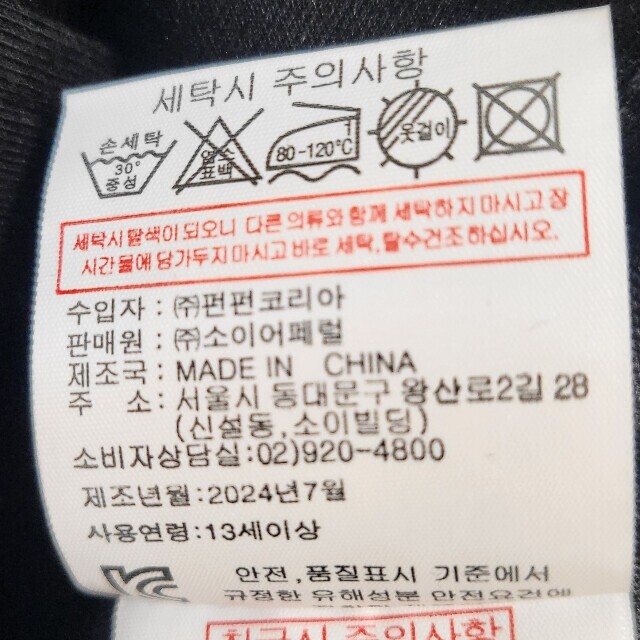 세탁시 주의사항
손세탁 30° 중성 염소 표백 80-120℃ 옷걸이
세탁시 탈색이 되오니 다른 의류와 함께 세탁하지 마시고 장
시간 물에 담가두지 마시고 바로 세탁,탈수건조 하십시오.
수입자 : ㈜펀펀코리아
판매원 : ㈜소이어패럴
제조국 : MADE IN CHINA
주 소 : 서울시 동대문구 왕산로2길 28
(신설동,소이빌딩)
소비자상담실:02)920-4800
제조년월:2024년7월
사용연령:13세이상
안전,품질표시 기준에서
규정한 유해성분 안전요건에
취급시 주의사항